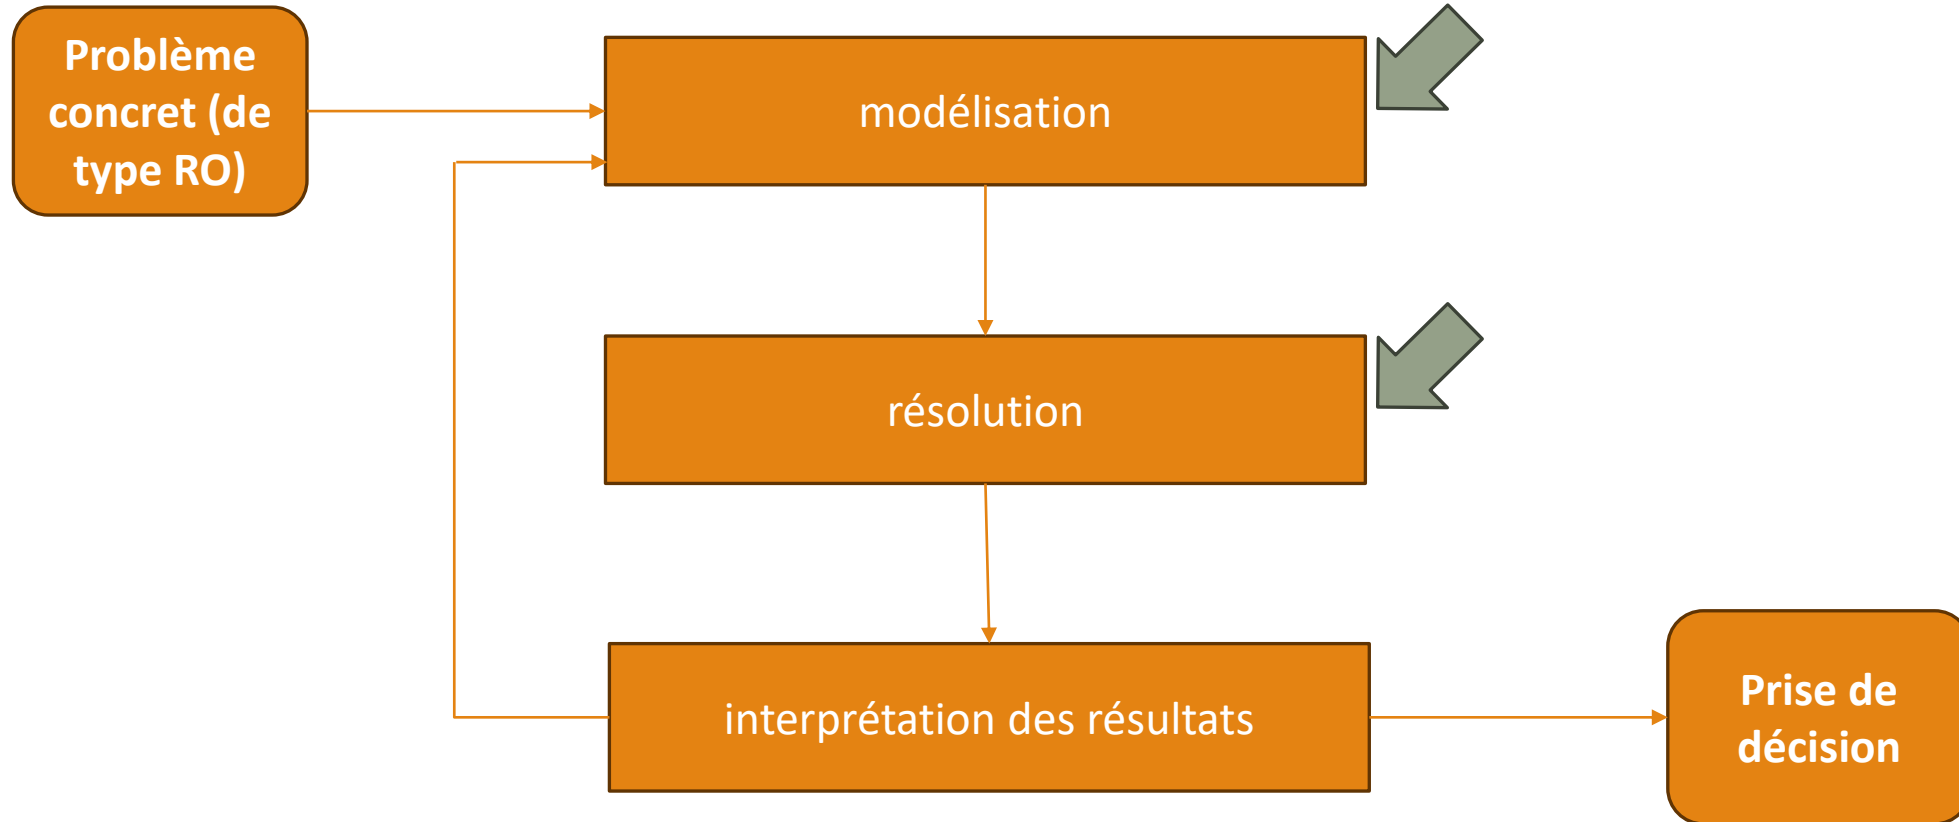 Problème
concret (de
type RO)
modélisation
résolution
interprétation des résultats
Prise de
décision